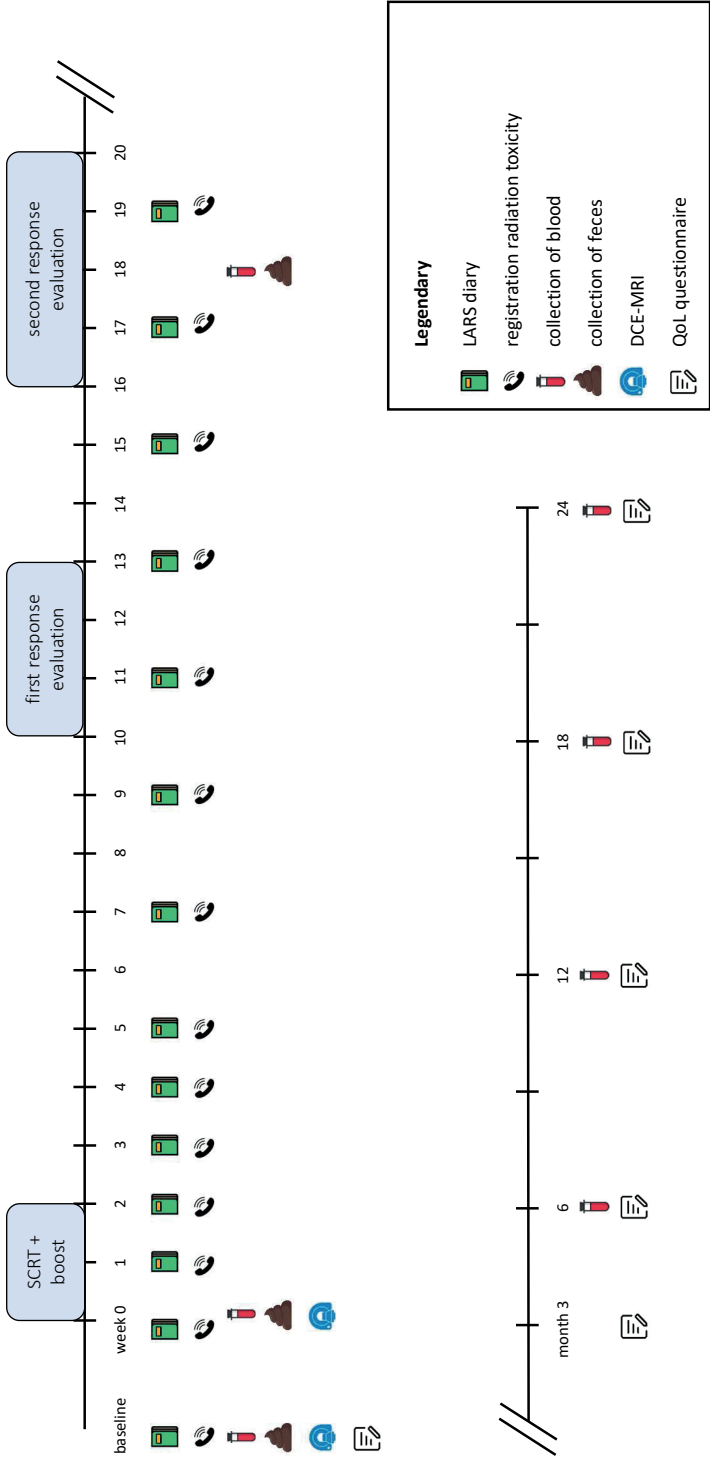 SCRT +
boost
first response
evaluation
second response
evaluation
baseline
week 0
1
2
3
4
5
6
7
8
9
10
11
12
13
14
15
16
17
18
19
20
month 3
6
12
18
24
Legendary
LARS diary
registration radiation toxicity
collection of blood
collection of feces
DCE-MRI
QoL questionnaire